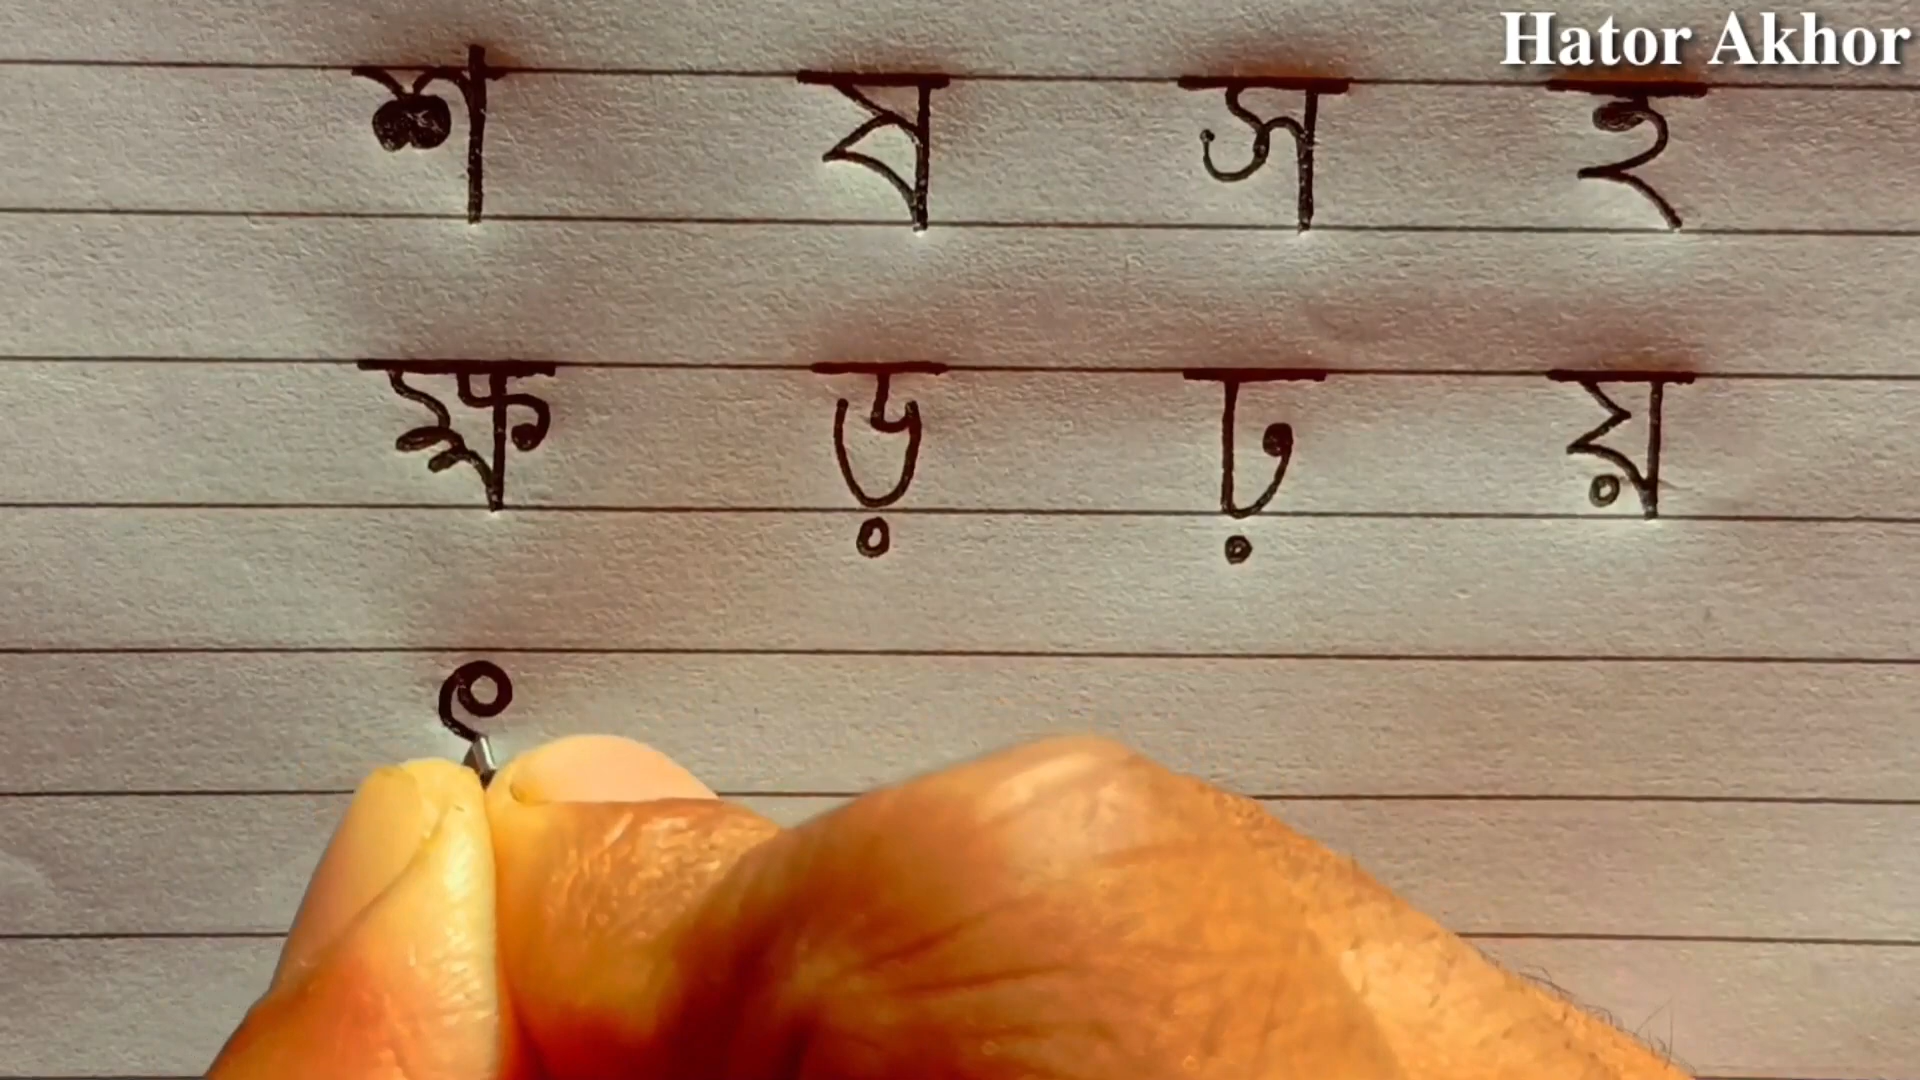 Hator Akhor
শ ষ স হ
ক্ষ ড় ঢ় য়
ৎ